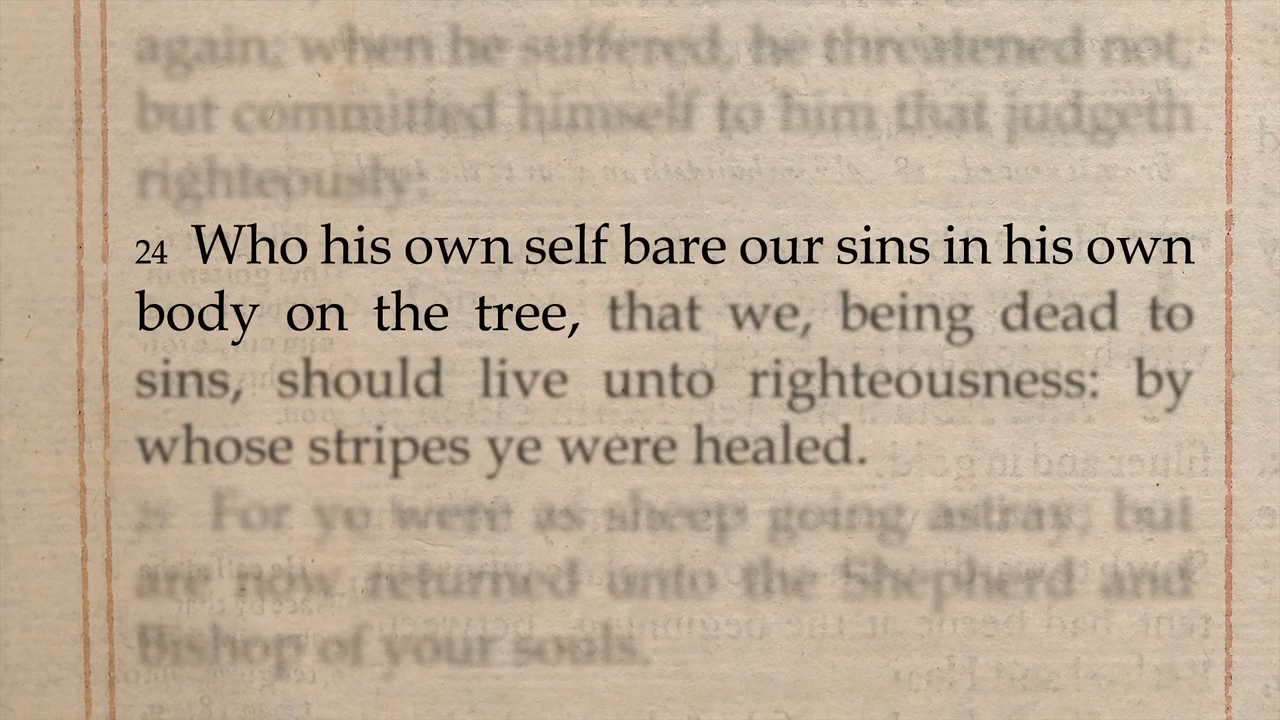 again; when he suffered, he threatened not;
but committed himself to him that judgeth
righteously:
24 Who his own self bare our sins in his own
body on the tree, that we, being dead to
sins, should live unto righteousness: by
whose stripes ye were healed.
25 For ye were as sheep going astray; but
are now returned unto the Shepherd and
Bishop of your souls.